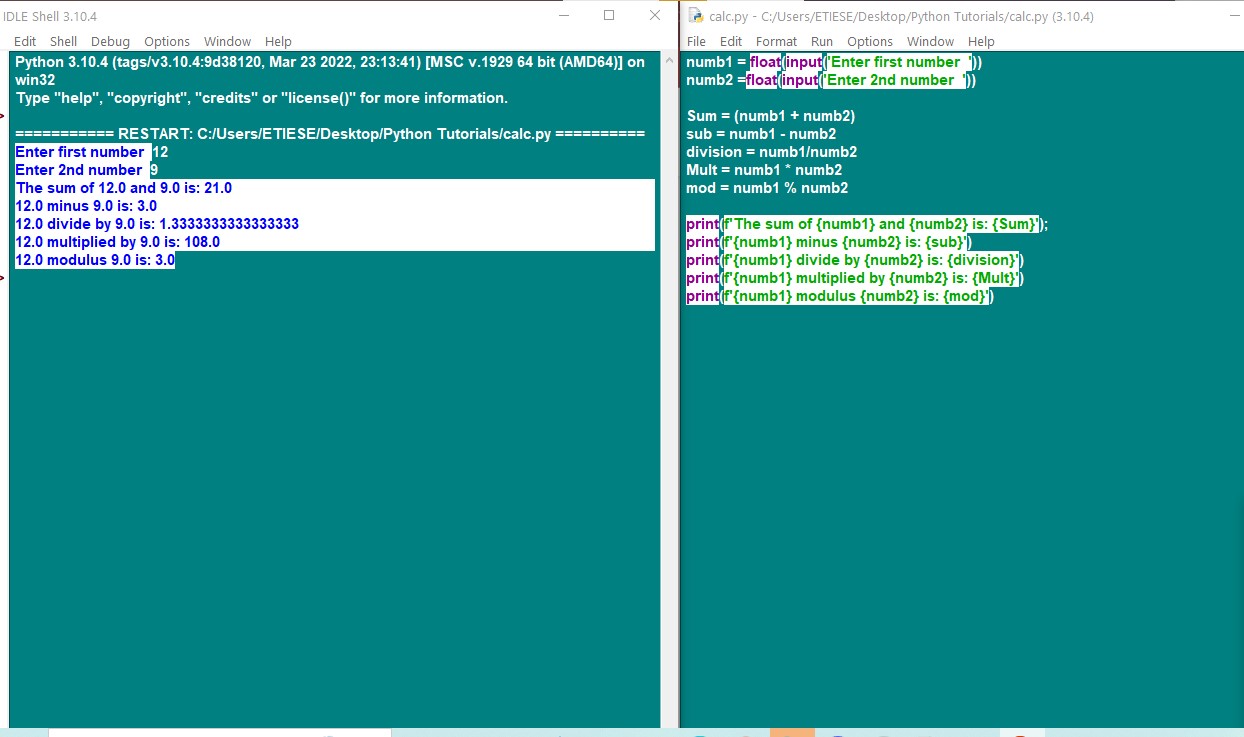 IDLE Shell 3.10.4
Edit Shell Debug Options Window Help
Python 3.10.4 (tags/v3.10.4:9d38120, Mar 23 2022, 23:13:41) [MSC v.1929 64 bit (AMD64)] on
win32
Type "help", "copyright", "credits" or "license()" for more information.
=========== RESTART: C:/Users/ETIESE/Desktop/Python Tutorials/calc.py ==========
Enter first number  12
Enter 2nd number  9
The sum of 12.0 and 9.0 is: 21.0
12.0 minus 9.0 is: 3.0
12.0 divide by 9.0 is: 1.3333333333333333
12.0 multiplied by 9.0 is: 108.0
12.0 modulus 9.0 is: 3.0
calc.py - C:/Users/ETIESE/Desktop/Python Tutorials/calc.py (3.10.4)
File Edit Format Run Options Window Help
numb1 = float(input('Enter first number  '))
numb2 =float(input('Enter 2nd number  '))
Sum = (numb1 + numb2)
sub = numb1 - numb2
division = numb1/numb2
Mult = numb1 * numb2
mod = numb1 % numb2
print(f'The sum of {numb1} and {numb2} is: {Sum}');
print(f'{numb1} minus {numb2} is: {sub}')
print(f'{numb1} divide by {numb2} is: {division}')
print(f'{numb1} multiplied by {numb2} is: {Mult}')
print(f'{numb1} modulus {numb2} is: {mod}')